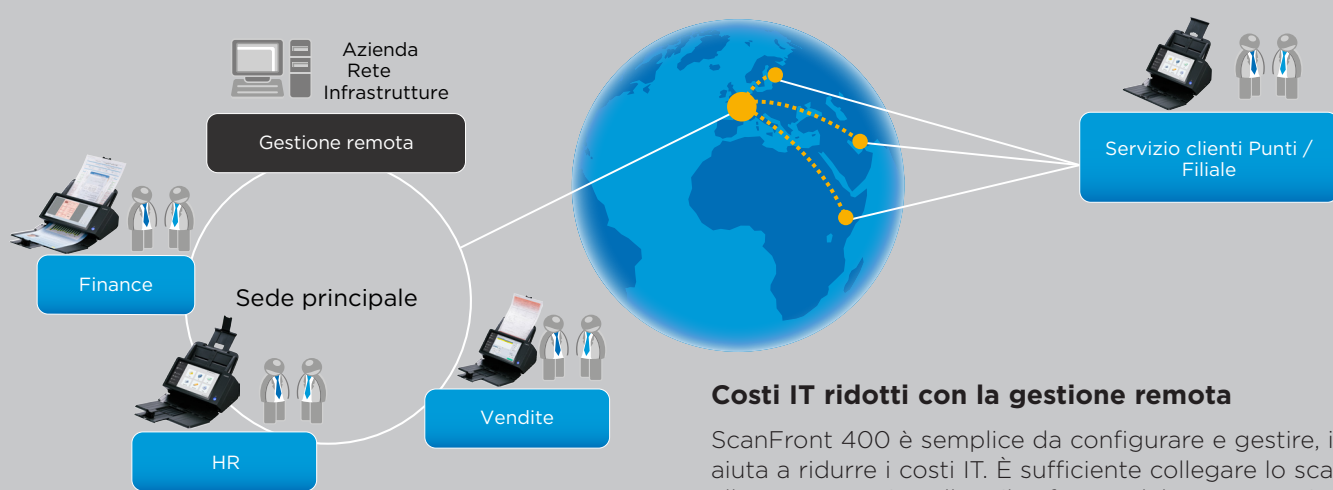 Azienda
Rete
Infrastrutture
Gestione remota
Servizio clienti Punti /
Filiale
Finance
Sede principale
Vendite
HR
Costi IT ridotti con la gestione remota
ScanFront 400 è semplice da configurare e gestire, i
aiuta a ridurre i costi IT. È sufficiente collegare lo sca